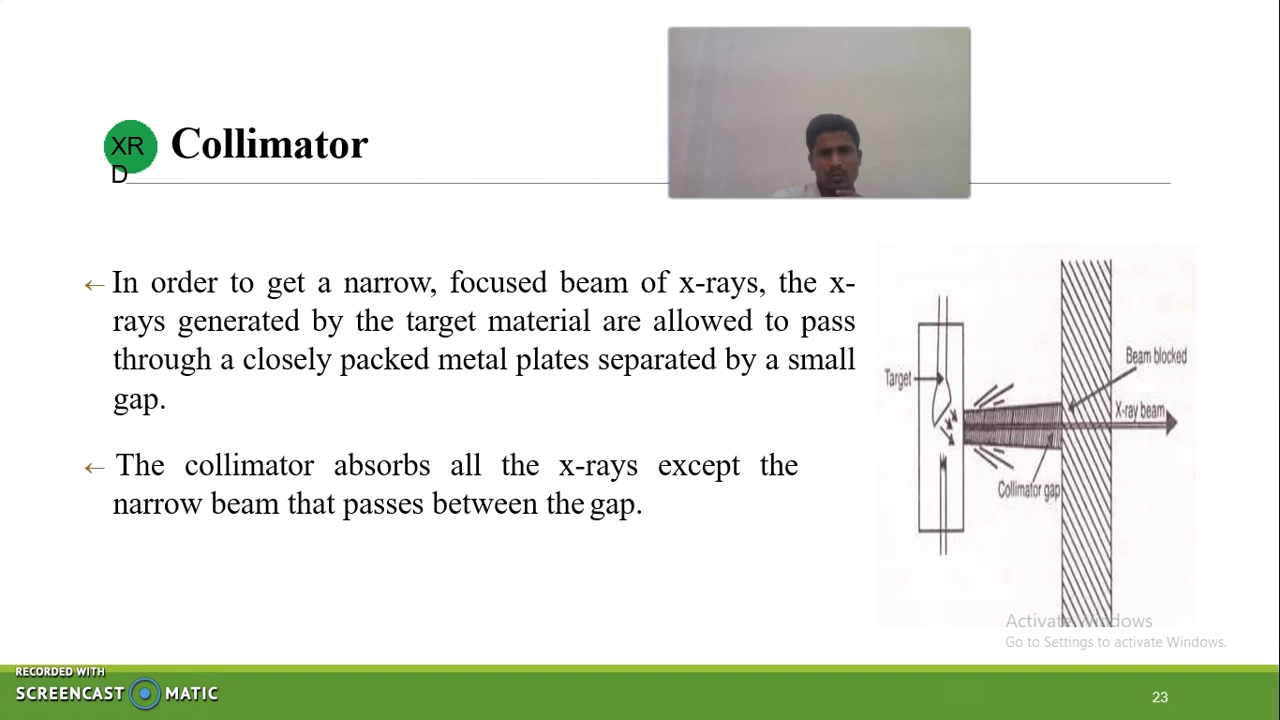 XR
D
Collimator
← In order to get a narrow, focused beam of x-rays, the x-
rays generated by the target material are allowed to pass
through a closely packed metal plates separated by a small
gap.
← The collimator absorbs all the x-rays except the
narrow beam that passes between the gap.
Beam blocked
Target
X-ray beam
Collimator gap
Activate Windows
Go to Settings to activate Windows.
RECORDED WITH
SCREENCAST MATIC
23